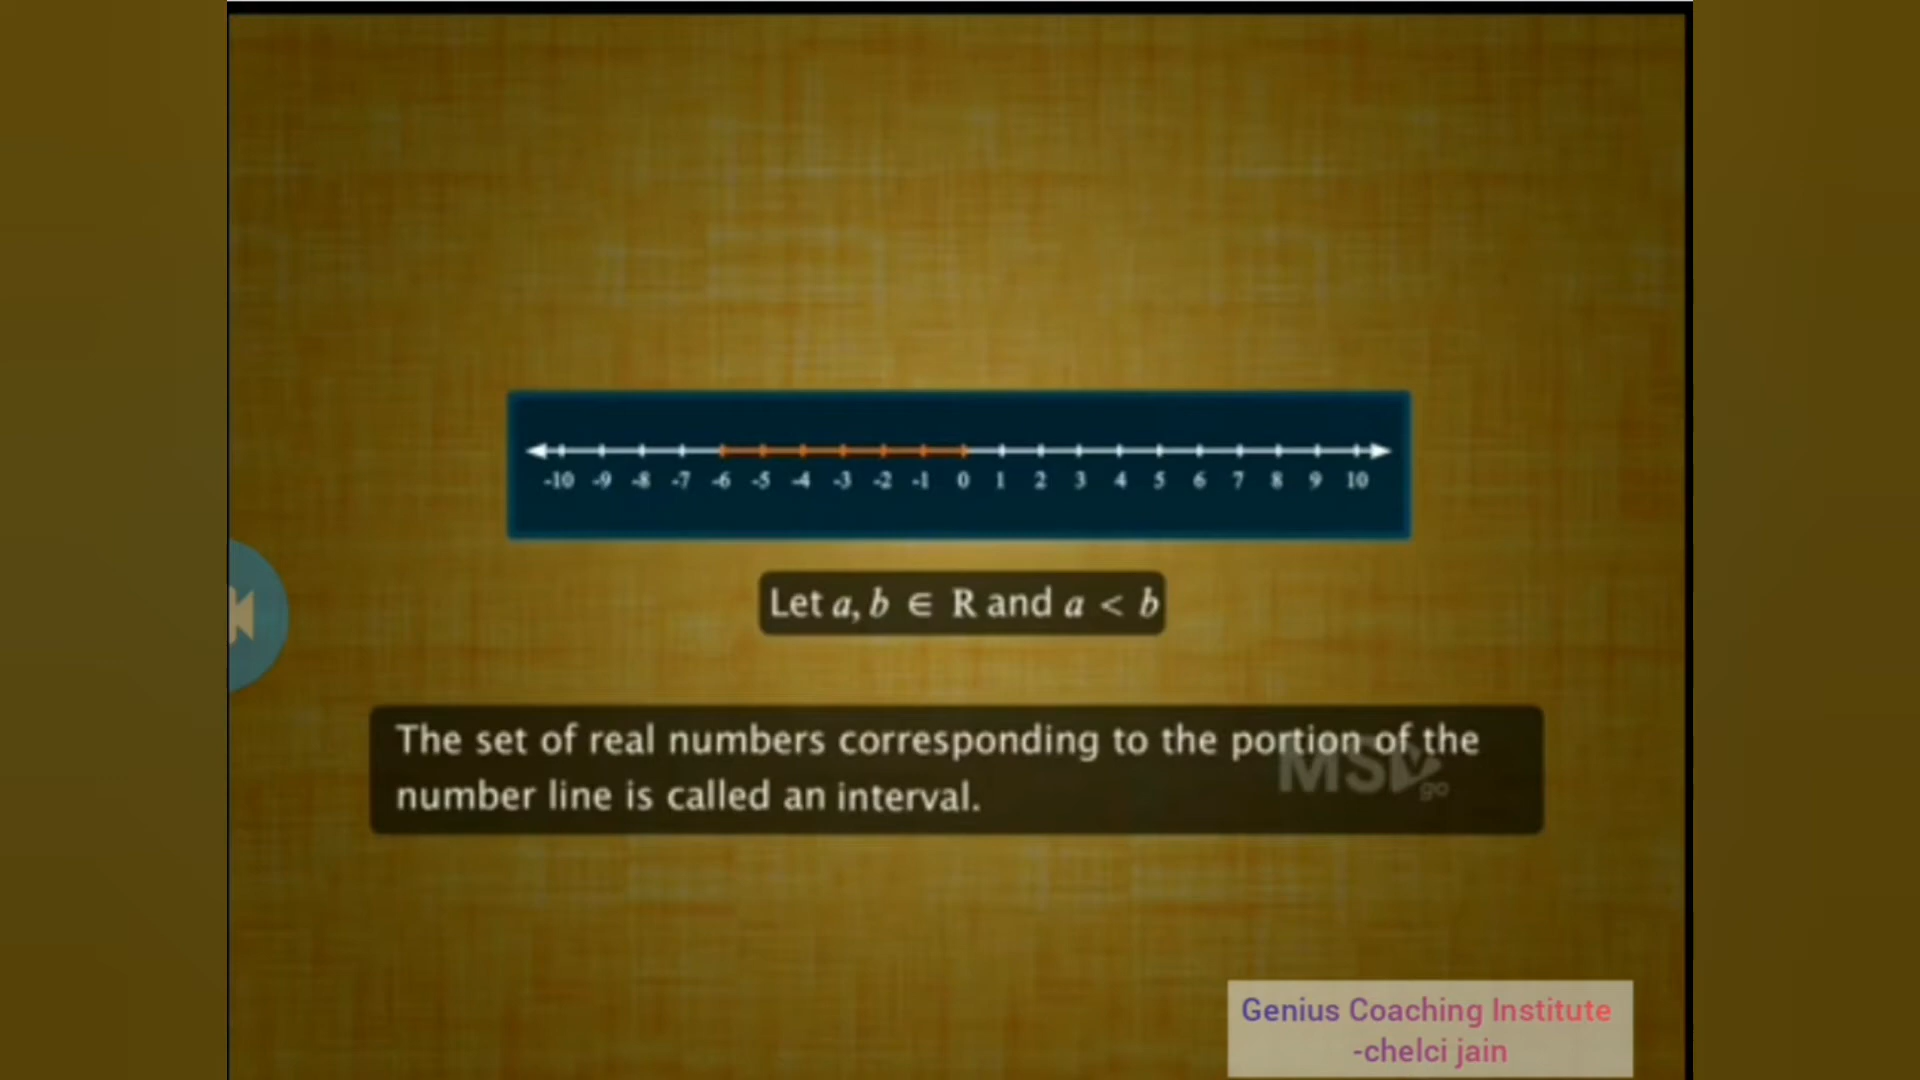 -10 -9 -8 -7 -6 -5 -4 -3 -2 -1 0 1 2 3 4 5 6 7 8 9 10
Let a, b ∈ R and a < b
The set of real numbers corresponding to the portion of the
number line is called an interval.
MSV go
Genius Coaching Institute
-chelci jain